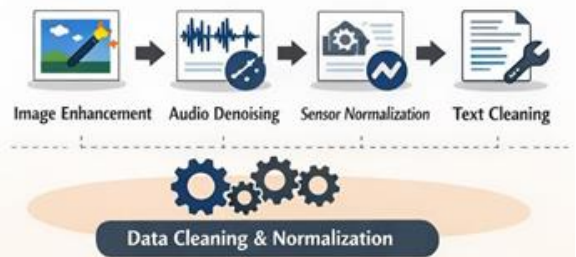 Image Enhancement
Audio Denoising
Sensor Normalization
Text Cleaning
Data Cleaning & Normalization